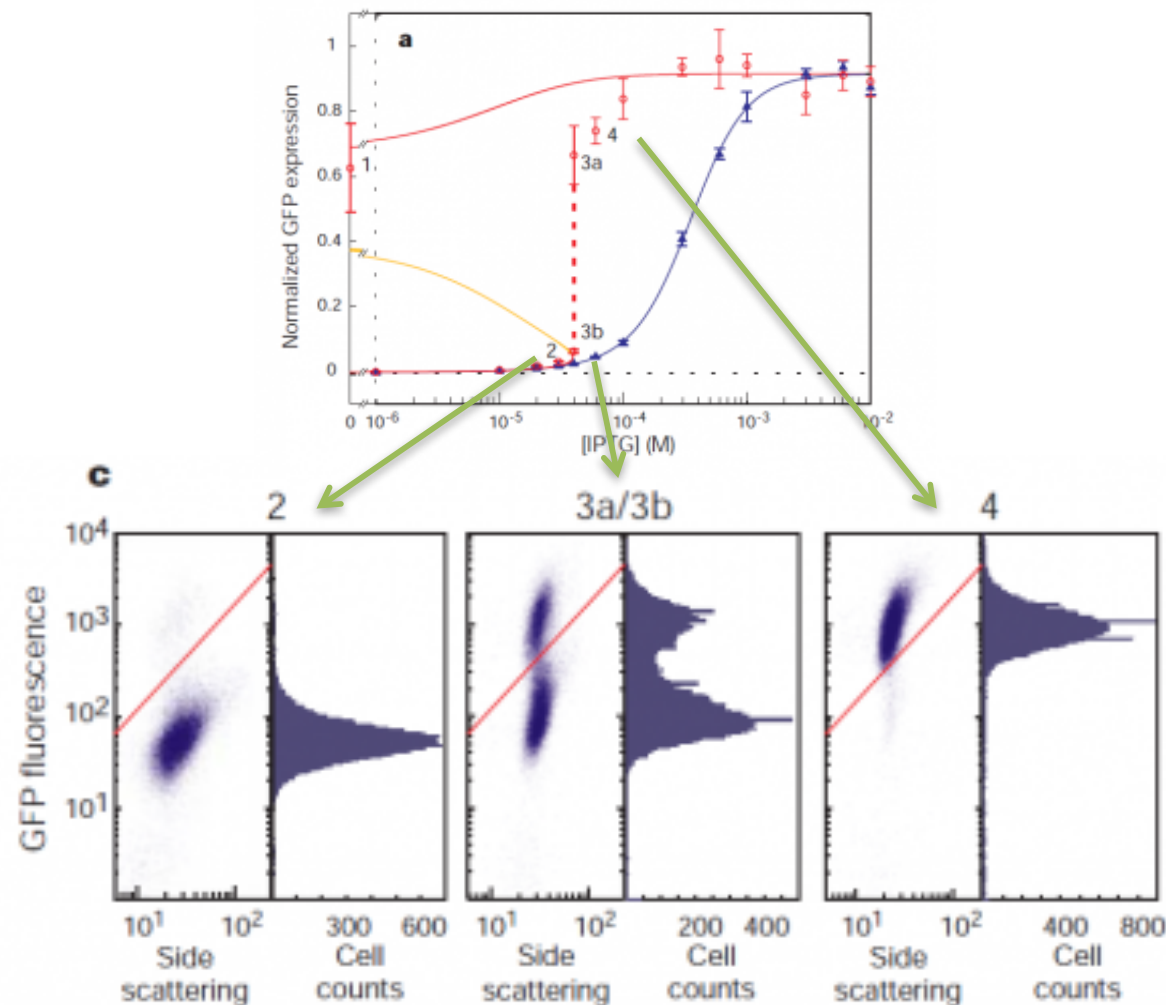 a
Normalized GFP expression
1
0.8
0.6
0.4
0.2
0
1
4
3a
3b
2
0 10⁻⁶ 10⁻⁵ 10⁻⁴ 10⁻³ 10⁻²
[IPTG] (M)
c
2 3a/3b 4
GFP fluorescence
10⁴
10³
10²
10¹
10¹ 10² 300 600 10¹ 10² 200 400 10¹ 10² 400 800
Side Cell Side Cell Side Cell
scattering counts scattering counts scattering counts